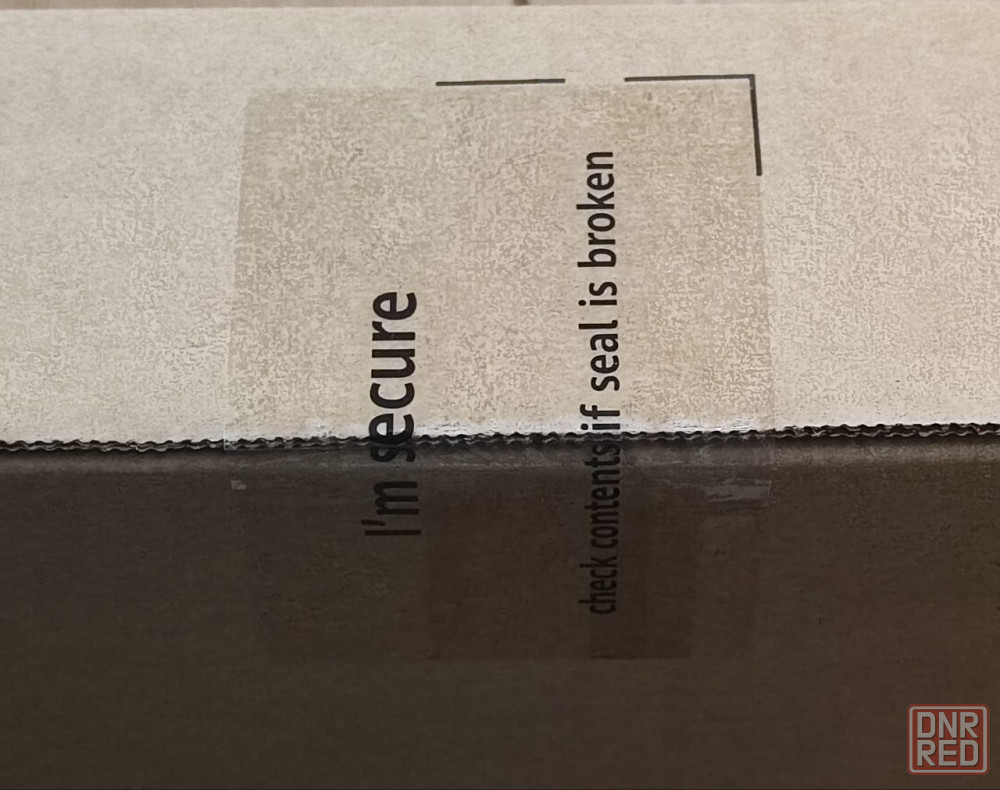 I'm secure
check contents if seal is broken
DNR
RED